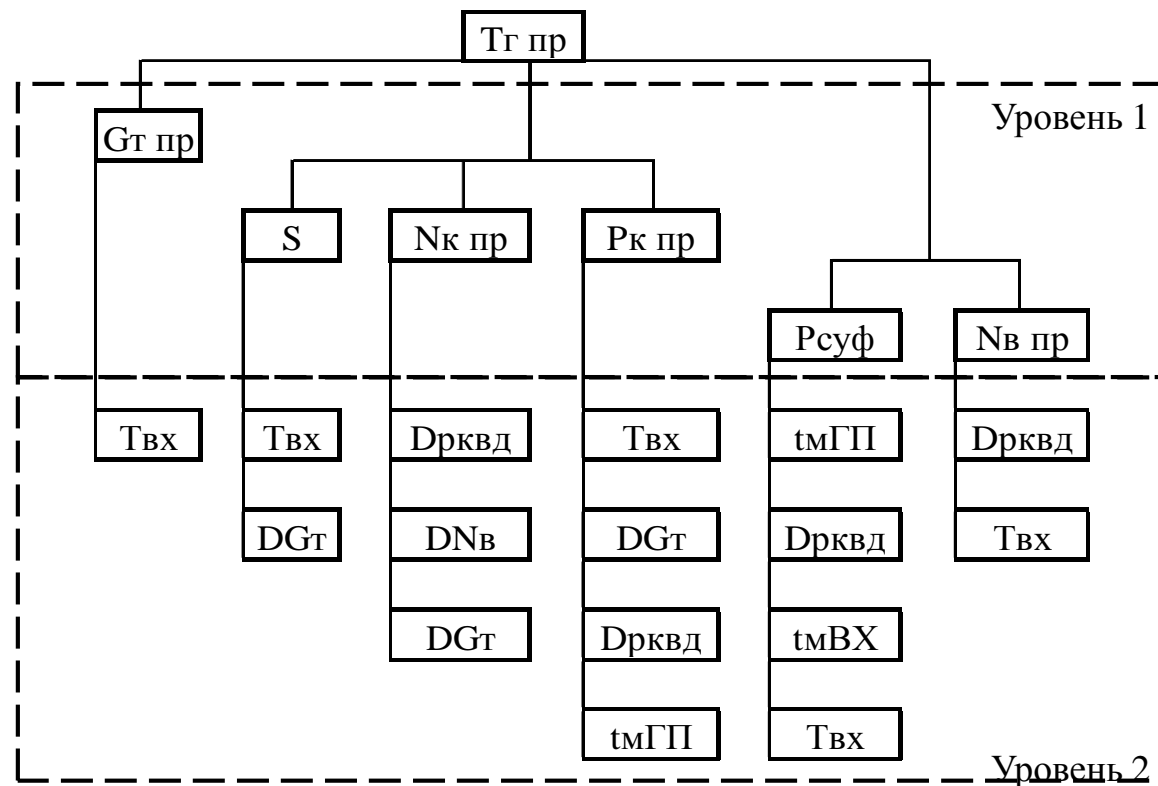 Тг пр
Уровень 1
Gт пр
S
Nк пр
Рк пр
Рсуф
Nв пр
Твх
Твх
Dрквд
Твх
tмГП
Dрквд
DGт
DNв
DGт
Dрквд
Твх
DGт
Dрквд
tмВХ
tмГП
Твх
Уровень 2